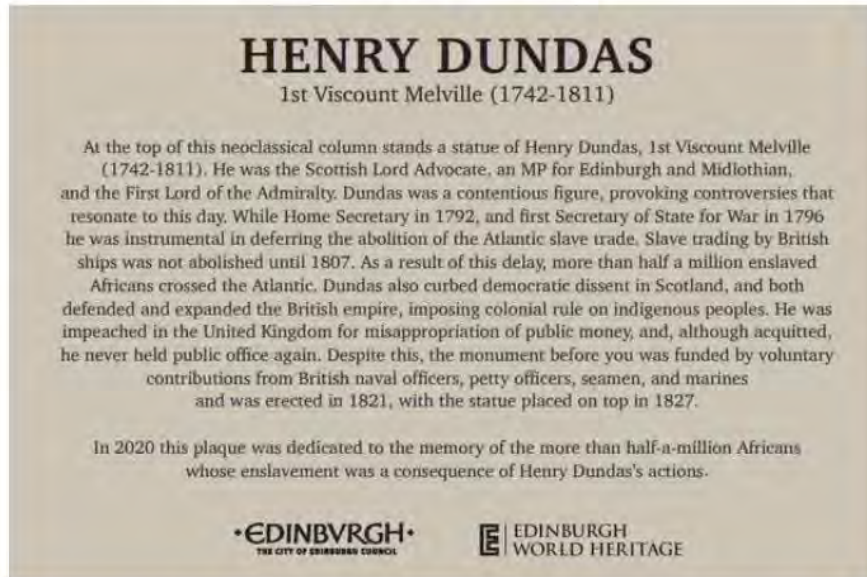 HENRY DUNDAS
1st Viscount Melville (1742-1811)
At the top of this neoclassical column stands a statue of Henry Dundas, 1st Viscount Melville
(1742-1811). He was the Scottish Lord Advocate, an MP for Edinburgh and Midlothian,
and the First Lord of the Admiralty. Dundas was a contentious figure, provoking controversies that
resonate to this day. While Home Secretary in 1792, and first Secretary of State for War in 1796
he was instrumental in deferring the abolition of the Atlantic slave trade. Slave trading by British
ships was not abolished until 1807. As a result of this delay, more than half a million enslaved
Africans crossed the Atlantic. Dundas also curbed democratic dissent in Scotland, and both
defended and expanded the British empire, imposing colonial rule on indigenous peoples. He was
impeached in the United Kingdom for misappropriation of public money, and, although acquitted,
he never held public office again. Despite this, the monument before you was funded by voluntary
contributions from British naval officers, petty officers, seamen, and marines
and was erected in 1821, with the statue placed on top in 1827.
In 2020 this plaque was dedicated to the memory of the more than half-a-million Africans
whose enslavement was a consequence of Henry Dundas's actions.
·EDINBVRGH·
THE CITY OF EDINBURGH COUNCIL
EDINBURGH
WORLD HERITAGE